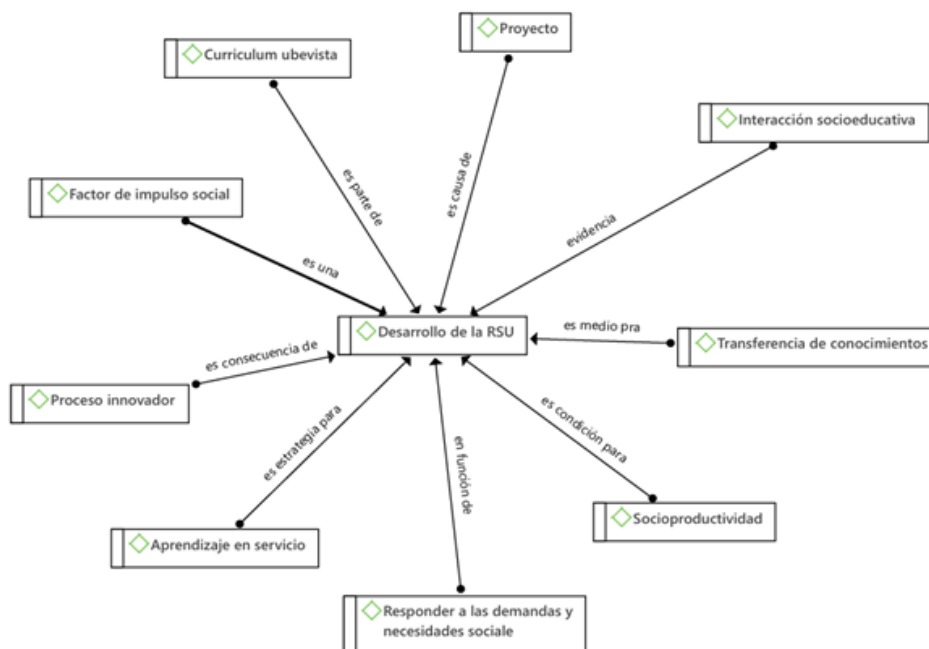 Proyecto
Curriculum ubevista
Interacción socioeducativa
es parte de
es causa de
Factor de impulso social
evidencia
es una
Desarrollo de la RSU
es medio pra
Transferencia de conocimientos
es consecuencia de
Proceso innovador
es estrategia para
en función de
es condición para
Socioproductividad
Aprendizaje en servicio
Responder a las demandas y
necesidades sociale